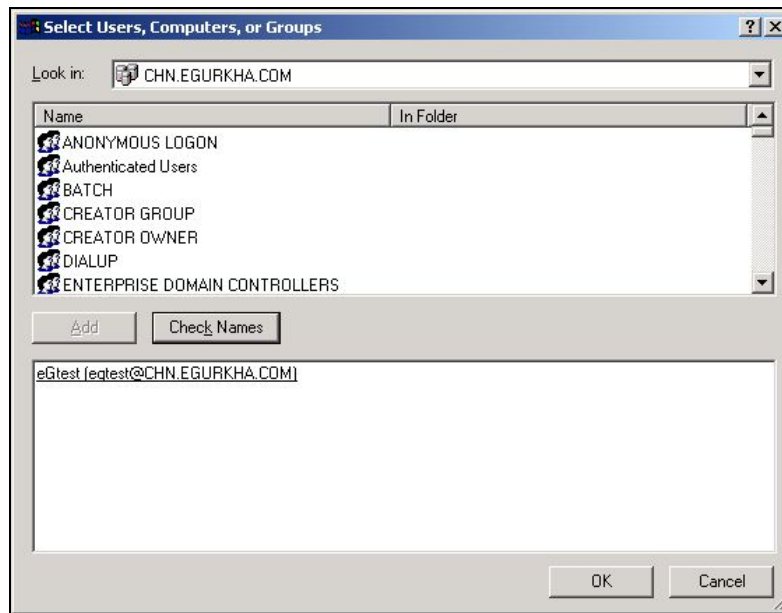 Select Users, Computers, or Groups
Look in: CHN.EGURKHA.COM
Name In Folder
ANONYMOUS LOGON
Authenticated Users
BATCH
CREATOR GROUP
CREATOR OWNER
DIALUP
ENTERPRISE DOMAIN CONTROLLERS
Add Check Names
eGtest (eqtest@CHN.EGURKHA.COM)
OK Cancel